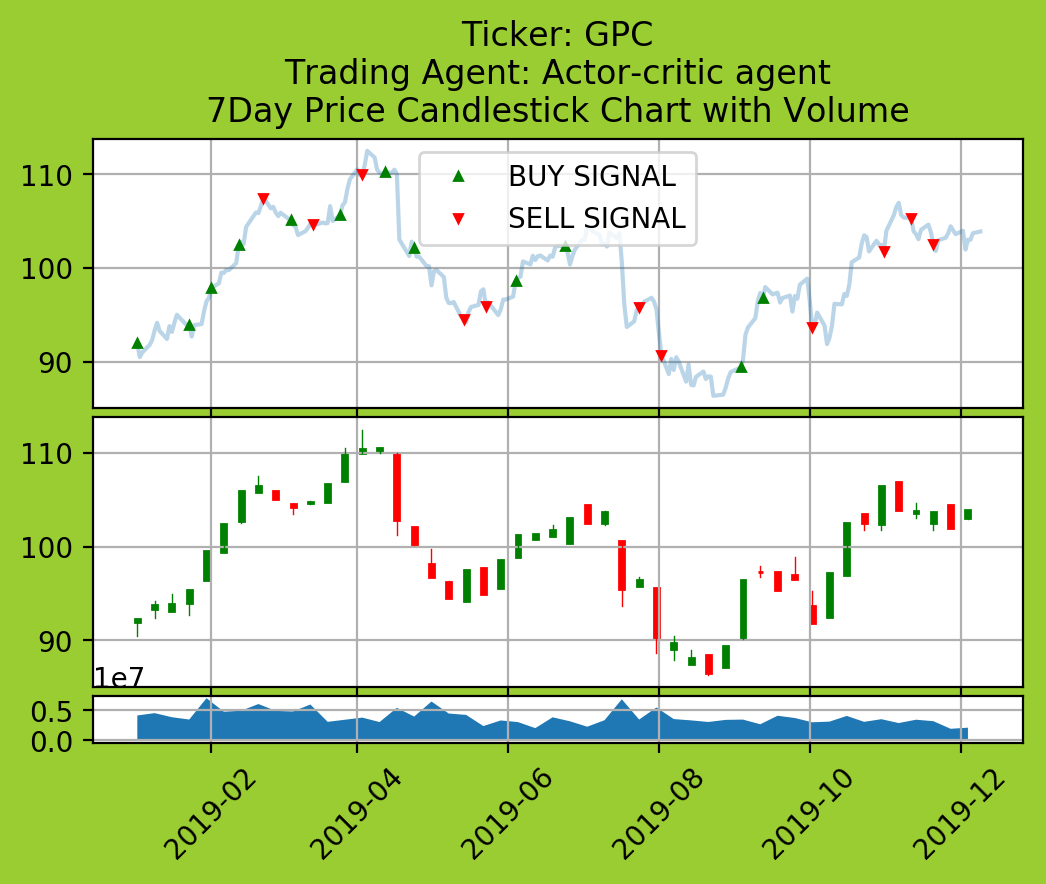 Ticker: GPC
Trading Agent: Actor-critic agent
7Day Price Candlestick Chart with Volume
110
100
90
BUY SIGNAL
SELL SIGNAL
110
100
90
1e7
0.5
0.0
2019-02
2019-04
2019-06
2019-08
2019-10
2019-12